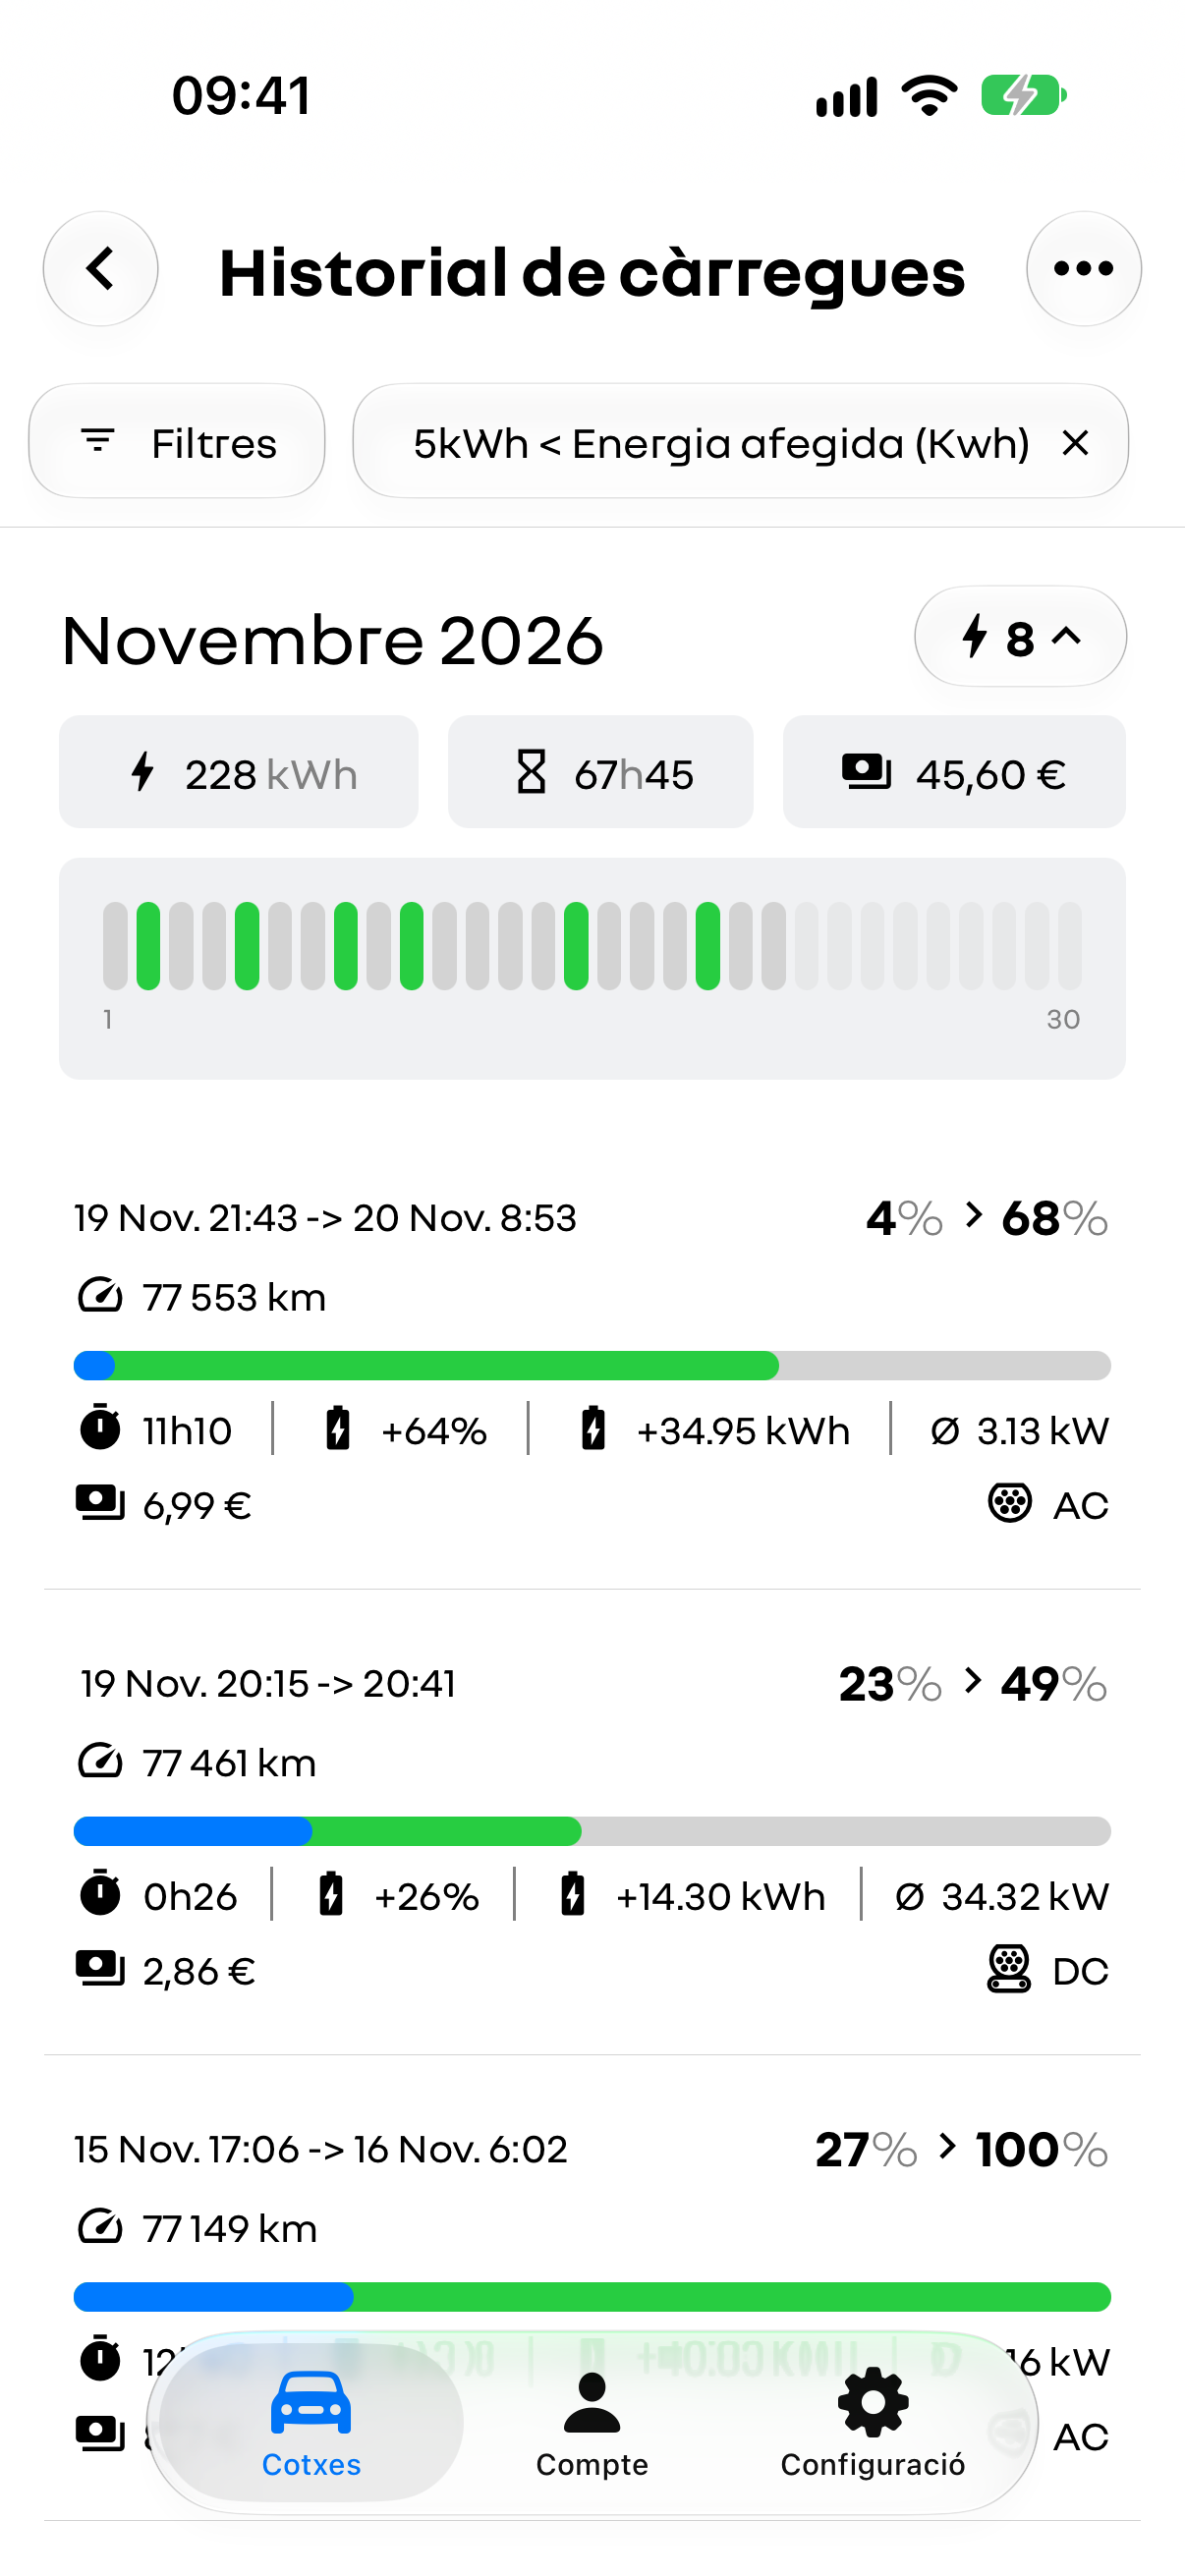 09:41
Historial de càrregues
Filtres
5kWh < Energia afegida (Kwh)
Novembre 2026
8
228 kWh
67h45
45,60 €
1
30
19 Nov. 21:43 -> 20 Nov. 8:53
4% > 68%
77 553 km
11h10
+64%
+34.95 kWh
Ø 3.13 kW
6,99 €
AC
19 Nov. 20:15 -> 20:41
23% > 49%
77 461 km
0h26
+26%
+14.30 kWh
Ø 34.32 kW
2,86 €
DC
15 Nov. 17:06 -> 16 Nov. 6:02
27% > 100%
77 149 km
kW
AC
Cotxes
Compte
Configuració